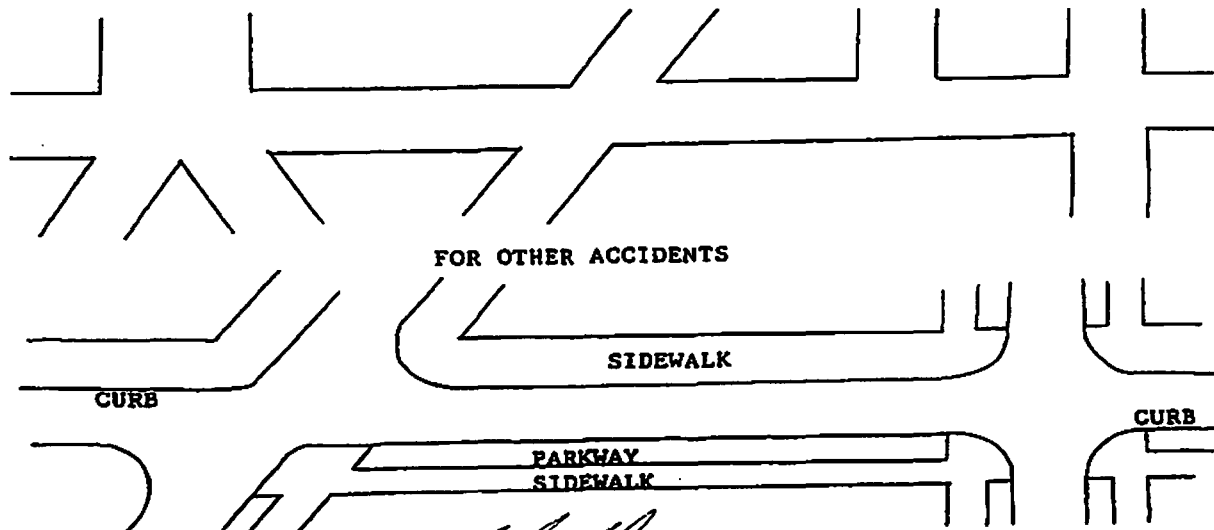 FOR OTHER ACCIDENTS
SIDEWALK
CURB
CURB
PARKWAY
SIDEWALK